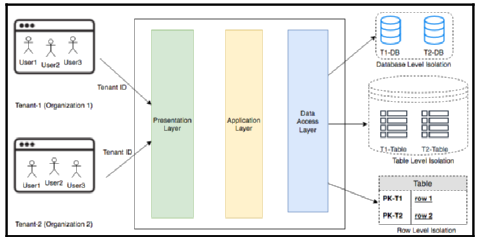 User1
User2
User3
Tenant ID
Tenant-1 (Organization 1)
Tenant ID
User1
User2
User3
Tenant-2 (Organization 2)
Presentation
Layer
Application
Layer
Data
Access
Layer
T1-DB
T2-DB
Database Level Isolation
T1-Table
T2-Table
Table Level Isolation
Table
PK-T1 row 1
PK-T2 row 2
Row Level Isolation